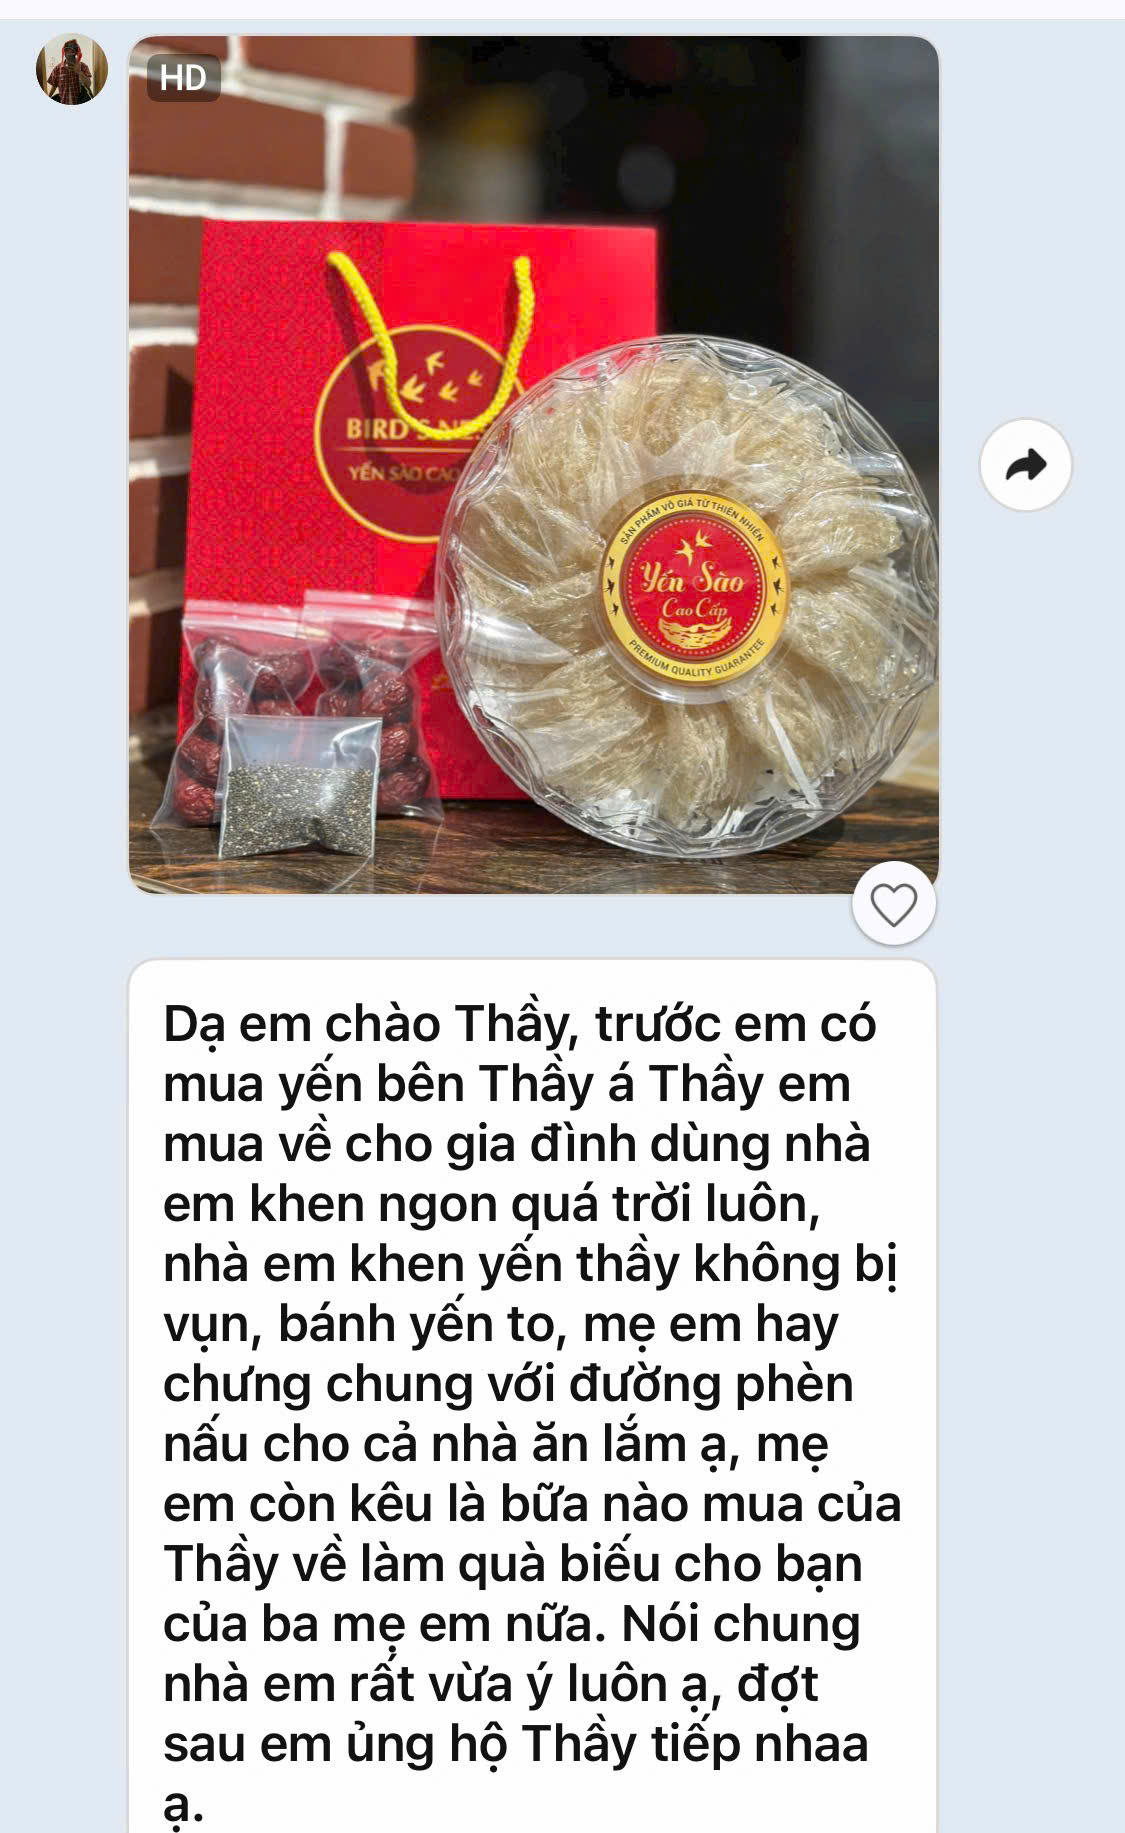 HD
BIRD'S
YẾN SÀO CAO
SẢN PHẨM VÔ GIÁ TỪ THIÊN NHIÊN
Yến Sào
Cao Cấp
PREMIUM QUALITY GUARANTEE
Dạ em chào Thầy, trước em có
mua yến bên Thầy á Thầy em
mua về cho gia đình dùng nhà
em khen ngon quá trời luôn,
nhà em khen yến thầy không bị
vụn, bánh yến to, mẹ em hay
chưng chung với đường phèn
nấu cho cả nhà ăn lắm ạ, mẹ
em còn kêu là bữa nào mua của
Thầy về làm quà biếu cho bạn
của ba mẹ em nữa. Nói chung
nhà em rất vừa ý luôn ạ, đợt
sau em ủng hộ Thầy tiếp nhaa
ạ.